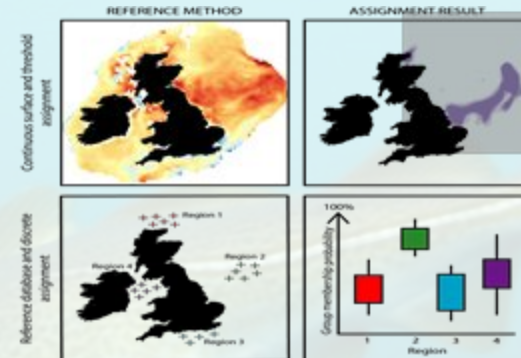 REFERENCE METHOD
ASSIGNMENT RESULT
Continuous surface and threshold
assignment
Reference database and discrete
assignment
Region 1
Region 2
Region 3
Region 4
100%
Group membership probability
1 2 3 4
Region